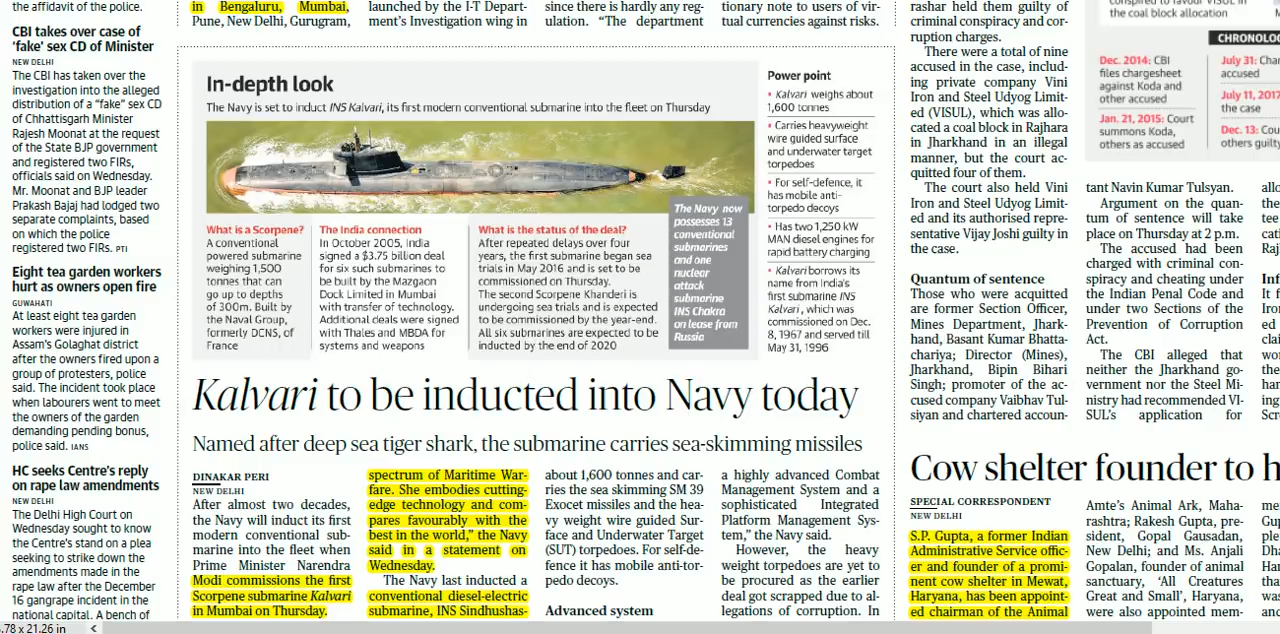 the affidavit of the police.
CBI takes over case of
'fake' sex CD of Minister
NEW DELHI
The CBI has taken over the
investigation into the alleged
distribution of a "fake" sex CD
of Chhattisgarh Minister
Rajesh Moonat at the request
of the State BJP government
and registered two FIRs,
officials said on Wednesday.
Mr. Moonat and BJP leader
Prakash Bajaj had lodged two
separate complaints, based
on which the police
registered two FIRs. PTI
Eight tea garden workers
hurt as owners open fire
GUWAHATI
At least eight tea garden
workers were injured in
Assam's Golaghat district
after the owners fired upon a
group of protesters, police
said. The incident took place
when labourers went to meet
the owners of the garden
demanding pending bonus,
police said. IANS
HC seeks Centre's reply
on rape law amendments
NEW DELHI
The Delhi High Court on
Wednesday sought to know
the Centre's stand on a plea
seeking to strike down the
amendments made in the
rape law after the December
16 gangrape incident in the
national capital. A bench of
in Bengaluru, Mumbai,
Pune, New Delhi, Gurugram,
launched by the I-T Depart-
ment's Investigation wing in
since there is hardly any reg-
ulation. "The department
tionary note to users of vir-
tual currencies against risks.
In-depth look
The Navy is set to induct INS Kalvari, its first modern conventional submarine into the fleet on Thursday
What is a Scorpene?
A conventional
powered submarine
weighing 1,500
tonnes that can
go up to depths
of 300m. Built by
the Naval Group,
formerly DCNS, of
France
The India connection
In October 2005, India
signed a $3.75 billion deal
for six such submarines to
be built by the Mazgaon
Dock Limited in Mumbai
with transfer of technology.
Additional deals were signed
with Thales and MBDA for
systems and weapons
What is the status of the deal?
After repeated delays over four
years, the first submarine began sea
trials in May 2016 and is set to be
commissioned on Thursday.
The second Scorpene Khanderi is
undergoing sea trials and is expected
to be commissioned by the year-end.
All six submarines are expected to be
inducted by the end of 2020
The Navy now
possesses 13
conventional
submarines
and one
nuclear
attack
submarine
INS Chakra
on lease from
Russia
Power point
• Kalvari weighs about
1,600 tonnes
• Carries heavyweight
wire guided surface
and underwater target
torpedoes
• For self-defence, it
has mobile anti-
torpedo decoys
• Has two 1,250 kW
MAN diesel engines for
rapid battery charging
• Kalvari borrows its
name from India's
first submarine INS
Kalvari, which was
commissioned on Dec.
8, 1967 and served till
May 31, 1996
Kalvari to be inducted into Navy today
Named after deep sea tiger shark, the submarine carries sea-skimming missiles
DINAKAR PERI
NEW DELHI
After almost two decades,
the Navy will induct its first
modern conventional sub-
marine into the fleet when
Prime Minister Narendra
Modi commissions the first
Scorpene submarine Kalvari
in Mumbai on Thursday.
spectrum of Maritime War-
fare. She embodies cutting-
edge technology and com-
pares favourably with the
best in the world," the Navy
said in a statement on
Wednesday.
The Navy last inducted a
conventional diesel-electric
submarine, INS Sindhushas-
about 1,600 tonnes and car-
ries the sea skimming SM 39
Exocet missiles and the hea-
vy weight wire guided Sur-
face and Underwater Target
(SUT) torpedoes. For self-de-
fence it has mobile anti-tor-
pedo decoys.
Advanced system
a highly advanced Combat
Management System and a
sophisticated Integrated
Platform Management Sys-
tem," the Navy said.
However, the heavy
weight torpedoes are yet to
be procured as the earlier
deal got scrapped due to al-
legations of corruption. In
rashar held them guilty of
criminal conspiracy and cor-
ruption charges.
There were a total of nine
accused in the case, includ-
ing private company Vini
Iron and Steel Udyog Limit-
ed (VISUL), which was allo-
cated a coal block in Rajhara
in Jharkhand in an illegal
manner, but the court ac-
quitted four of them.
The court also held Vini
Iron and Steel Udyog Limit-
ed and its authorised repre-
sentative Vijay Joshi guilty in
the case.
Quantum of sentence
Those who were acquitted
are former Section Officer,
Mines Department, Jhark-
hand, Basant Kumar Bhatta-
chariya; Director (Mines),
Jharkhand, Bipin Bihari
Singh; promoter of the ac-
cused company Vaibhav Tul-
siyan and chartered accoun-
the coal block allocation
CHRONOLOG
Dec. 2014: CBI
files chargesheet
against Koda and
other accused
Jan. 21, 2015: Court
summons Koda,
others as accused
July 31: Char
accused
July 11, 2017
the case
Dec. 13: Cou
others guilty
tant Navin Kumar Tulsyan.
Argument on the quan-
tum of sentence will take
place on Thursday at 2 p.m.
The accused had been
charged with criminal con-
spiracy and cheating under
the Indian Penal Code and
under two Sections of the
Prevention of Corruption
Act.
The CBI alleged that
neither the Jharkhand go-
vernment nor the Steel Mi-
nistry had recommended VI-
SUL's application for
Cow shelter founder to h
SPECIAL CORRESPONDENT
NEW DELHI
S.P. Gupta, a former Indian
Administrative Service offic-
er and founder of a promi-
nent cow shelter in Mewat,
Haryana, has been appoint-
ed chairman of the Animal
Amte's Animal Ark, Maha-
rashtra; Rakesh Gupta, pre-
sident, Gopal Gausadan,
New Delhi; and Ms. Anjali
Gopalan, founder of animal
sanctuary, 'All Creatures
Great and Small', Haryana,
were also appointed mem-
.78 x 21.26 in